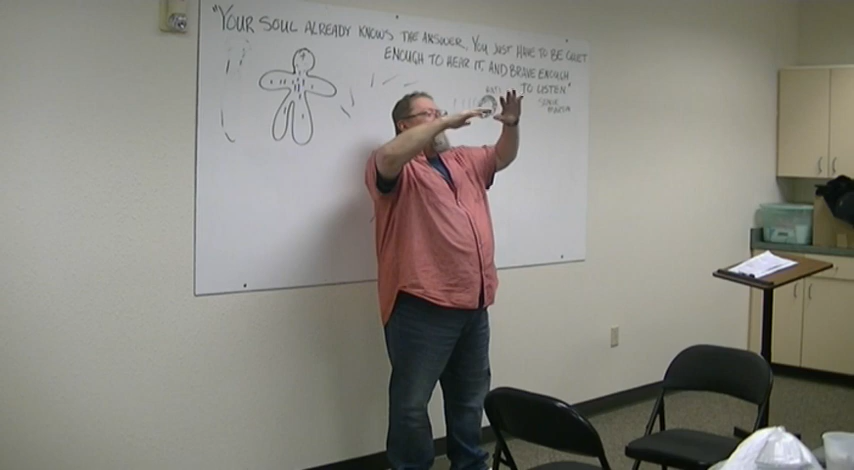 "YOUR SOUL ALREADY KNOWS THE ANSWER. YOU JUST HAVE TO BE QUIET
ENOUGH TO HEAR IT, AND BRAVE ENOUGH
TO LISTEN."